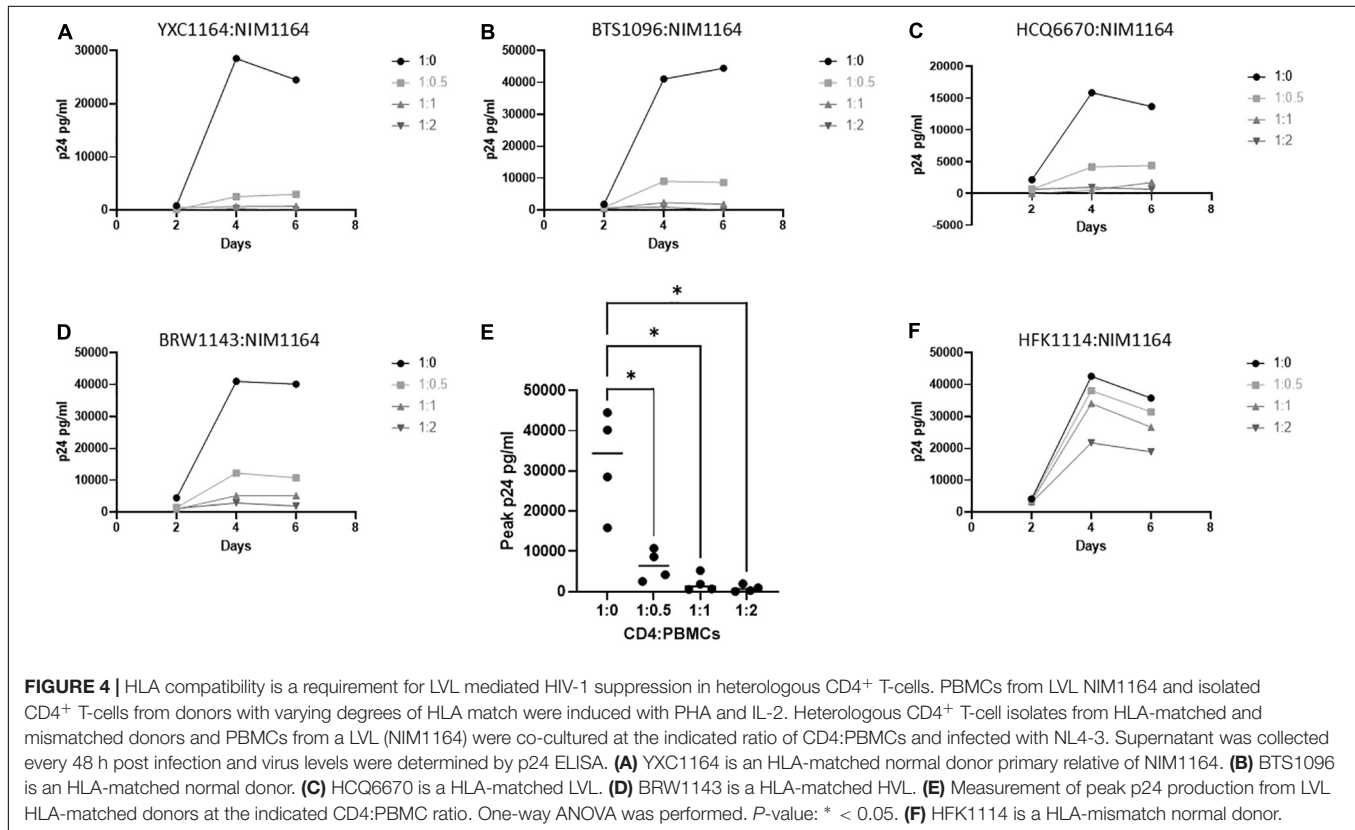 A
YXC1164:NIM1164
30000
20000
10000
0
p24 pg/ml
0 2 4 6 8
Days
1:0
1:0.5
1:1
1:2
B
BTS1096:NIM1164
50000
40000
30000
20000
10000
0
p24 pg/ml
0 2 4 6 8
Days
1:0
1:0.5
1:1
1:2
C
HCQ6670:NIM1164
20000
15000
10000
5000
0
-5000
p24 pg/ml
0 2 4 6 8
Days
1:0
1:0.5
1:1
1:2
D
BRW1143:NIM1164
50000
40000
30000
20000
10000
0
p24 pg/ml
0 2 4 6 8
Days
1:0
1:0.5
1:1
1:2
E
*
*
*
50000
40000
30000
20000
10000
0
Peak p24 pg/ml
1:0 1:0.5 1:1 1:2
CD4:PBMCs
F
HFK1114:NIM1164
50000
40000
30000
20000
10000
0
p24 pg/ml
0 2 4 6 8
Days
1:0
1:0.5
1:1
1:2
FIGURE 4 | HLA compatibility is a requirement for LVL mediated HIV-1 suppression in heterologous CD4⁺ T-cells. PBMCs from LVL NIM1164 and isolated
CD4⁺ T-cells from donors with varying degrees of HLA match were induced with PHA and IL-2. Heterologous CD4⁺ T-cell isolates from HLA-matched and
mismatched donors and PBMCs from a LVL (NIM1164) were co-cultured at the indicated ratio of CD4:PBMCs and infected with NL4-3. Supernatant was collected
every 48 h post infection and virus levels were determined by p24 ELISA. (A) YXC1164 is an HLA-matched normal donor primary relative of NIM1164. (B) BTS1096
is an HLA-matched normal donor. (C) HCQ6670 is a HLA-matched LVL. (D) BRW1143 is a HLA-matched HVL. (E) Measurement of peak p24 production from LVL
HLA-matched donors at the indicated CD4:PBMC ratio. One-way ANOVA was performed. P-value: * < 0.05. (F) HFK1114 is a HLA-mismatch normal donor.